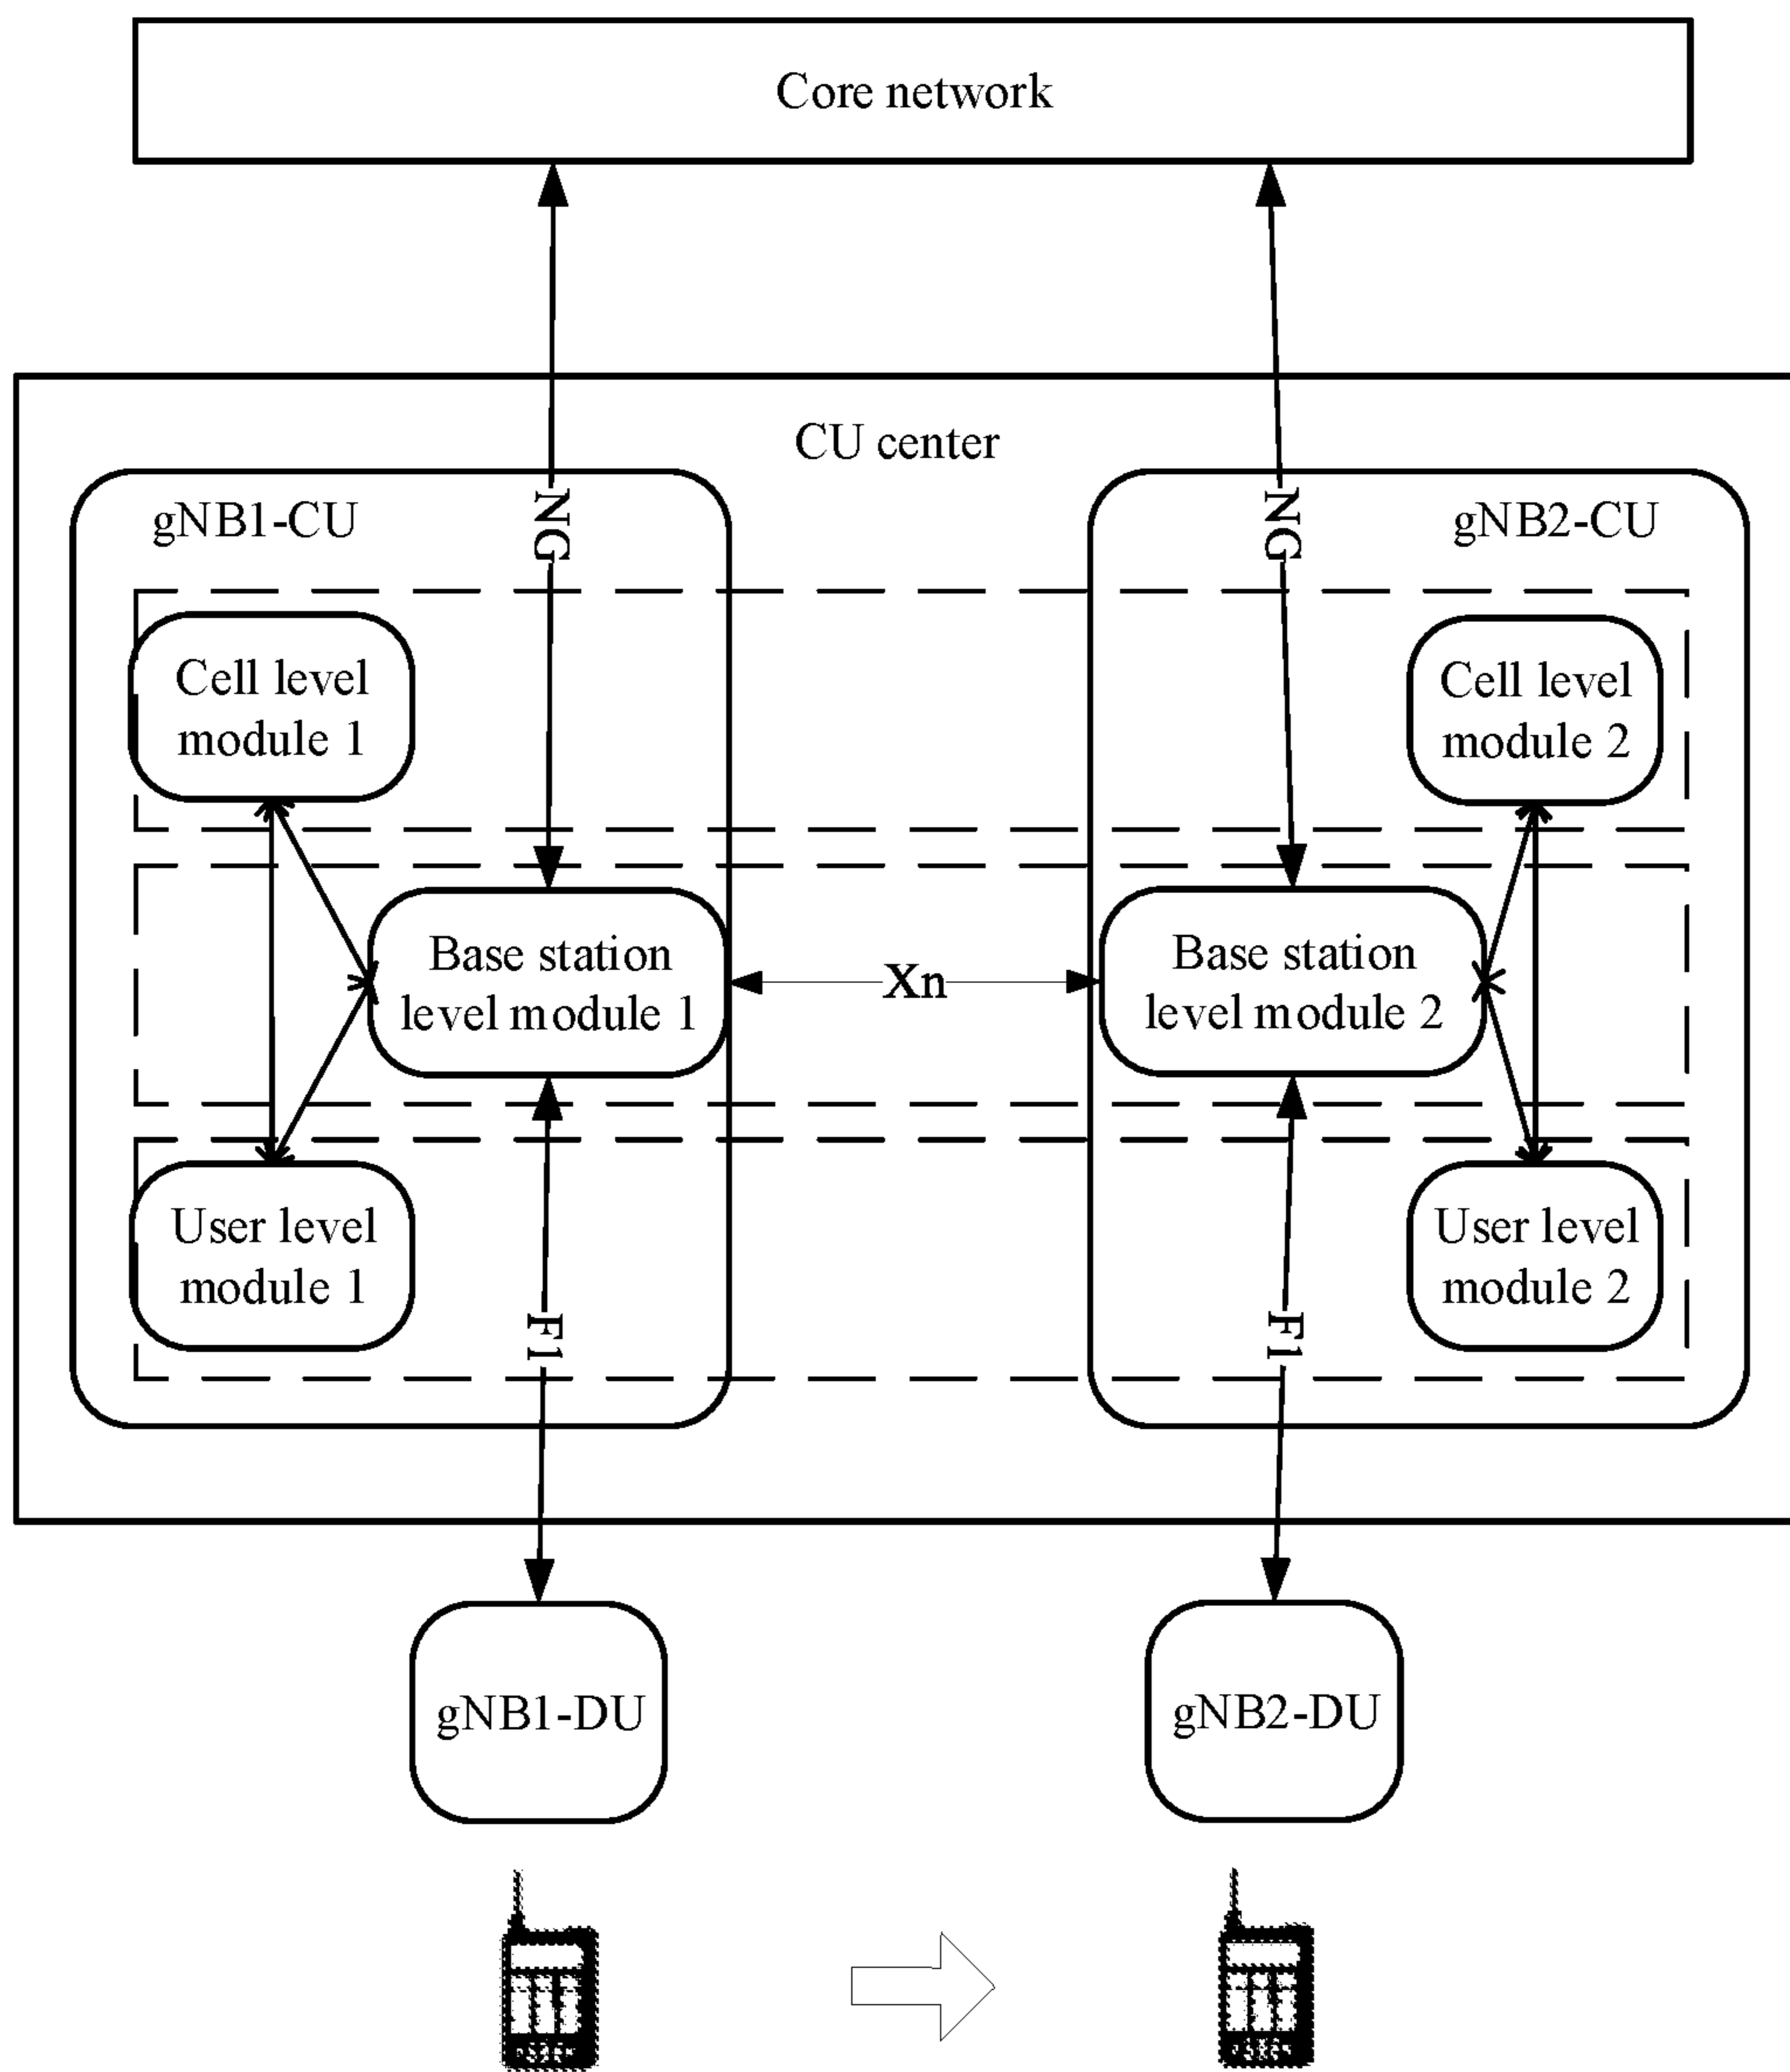 Core network
CU center
gNB1-CU
gNB2-CU
NG
NG
Cell level
module 1
Cell level
module 2
Base station
level module 1
Xn
Base station
level module 2
User level
module 1
User level
module 2
F1
F1
gNB1-DU
gNB2-DU